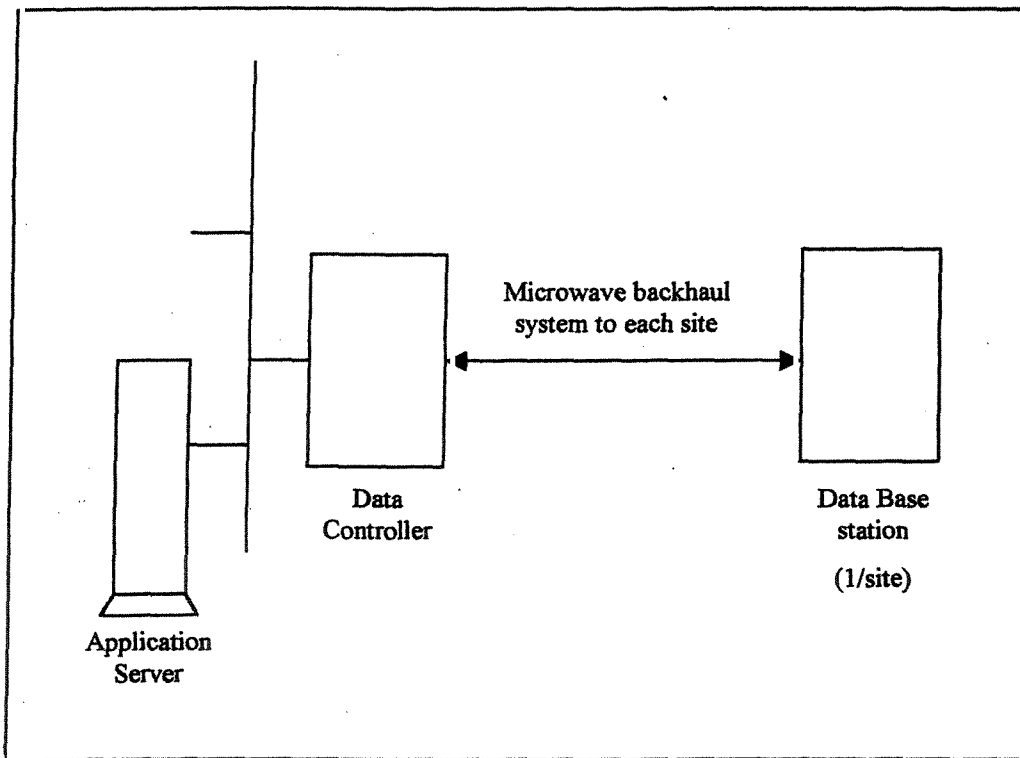 Microwave backhaul
system to each site
Data
Controller
Data Base
station
(1/site)
Application
Server